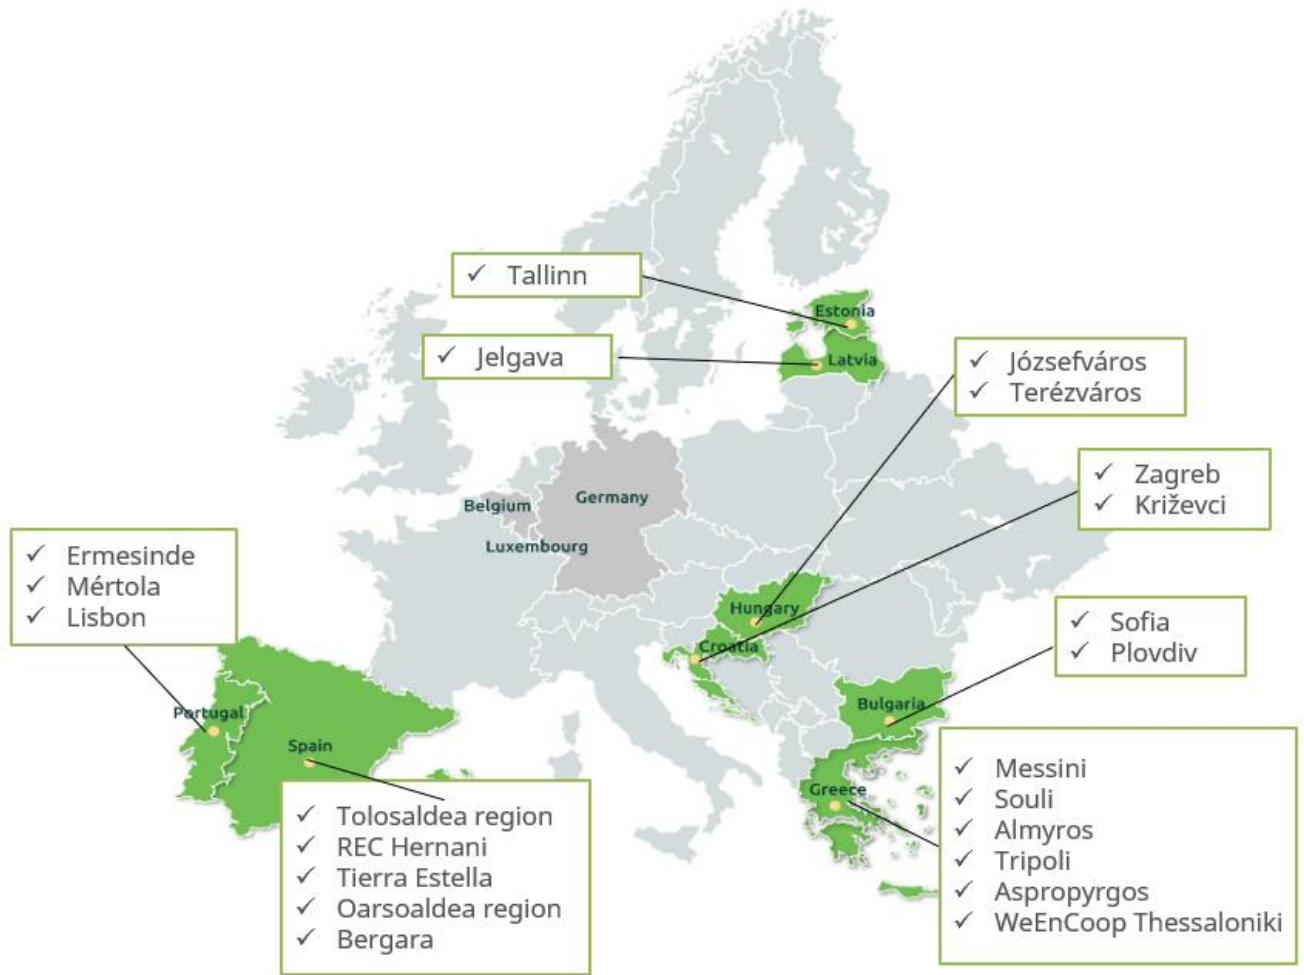 ✓ Tallinn
Estonia
✓ Jelgava
Latvia
✓ Józsefváros
✓ Terézváros
✓ Zagreb
✓ Križevci
Belgium
Germany
Luxembourg
✓ Ermesinde
✓ Mértola
✓ Lisbon
Hungary
Croatia
✓ Sofia
✓ Plovdiv
Bulgaria
Portugal
Spain
✓ Tolosaldea region
✓ REC Hernani
✓ Tierra Estella
✓ Oarsoaldea region
✓ Bergara
Greece
✓ Messini
✓ Souli
✓ Almyros
✓ Tripoli
✓ Aspropyrgos
✓ WeEnCoop Thessaloniki